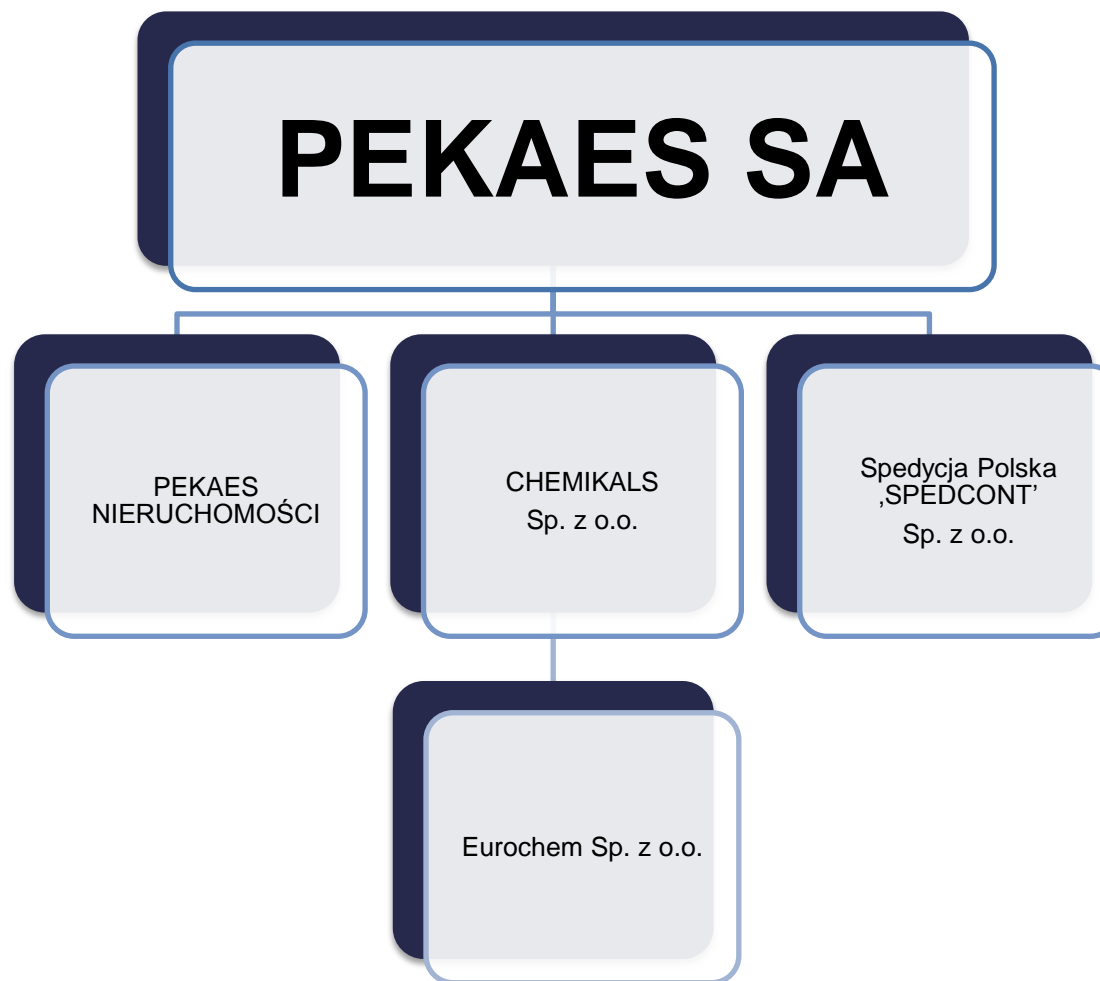 PEKAES SA
PEKAES
NIERUCHOMOŚCI
CHEMIKALS
Sp. z o.o.
Spedycja Polska
‚SPEDCONT’
Sp. z o.o.
Eurochem Sp. z o.o.